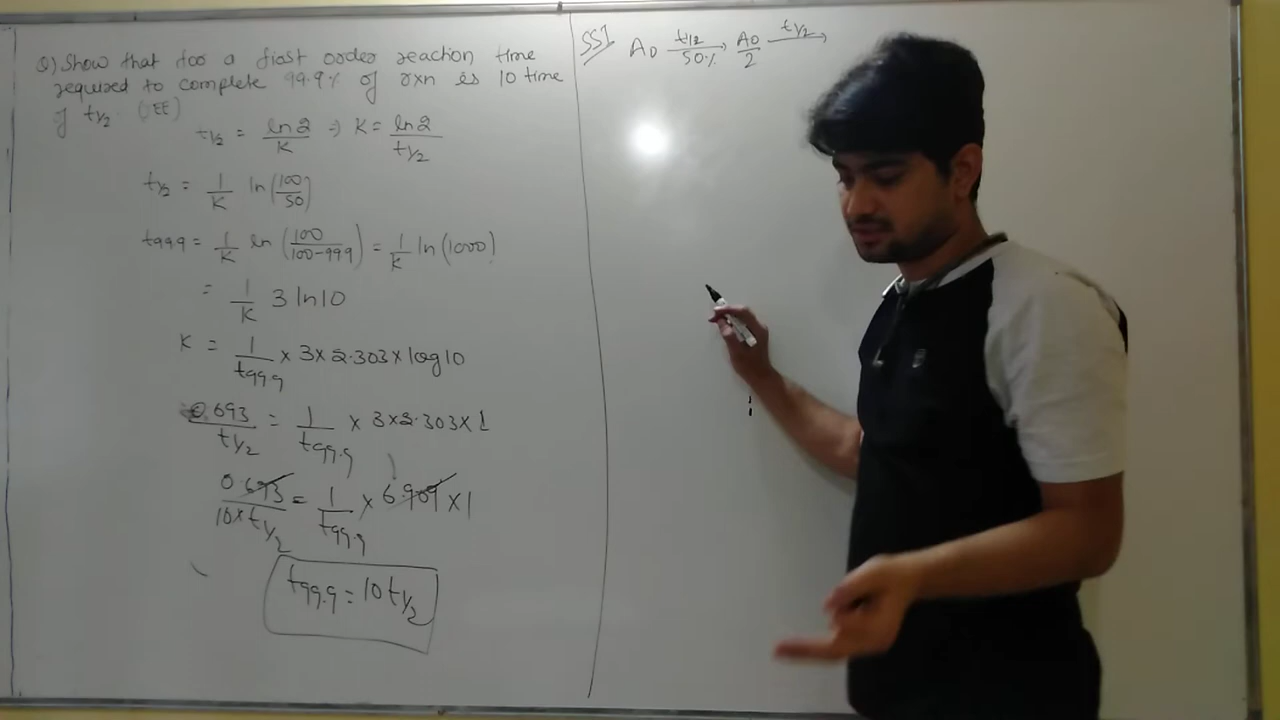 Q) Show that for a first order reaction time
required to complete 99.9% of rxn is 10 time
of t1/2 (JEE)
t1/2 = ln2/K ⇒ K = ln2/t1/2
t1/2 = 1/K ln(100/50)
t99.9 = 1/K ln(100/100-99.9) = 1/K ln(1000)
= 1/K 3 ln10
K = 1/t99.9 × 3 × 2.303 × log10
0.693/t1/2 = 1/t99.9 × 3×2.303×1
0.693/10×t1/2 = 1/t99.9 × 6.909 × 1
t99.9 = 10 t1/2
A0 t1/2/50% → A0/2 t1/2 →